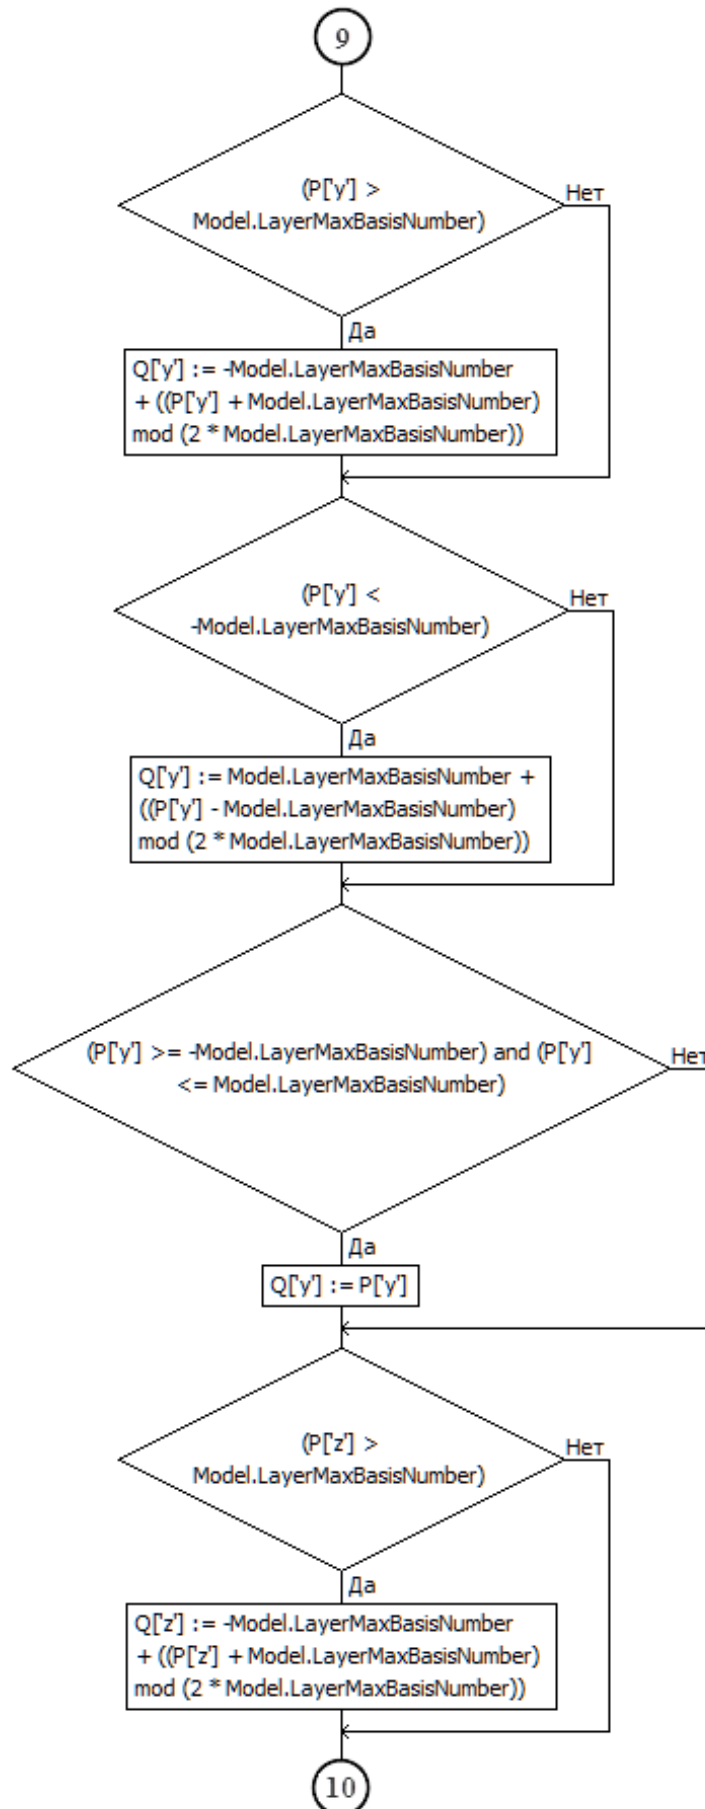 9
(P['y'] >
Model.LayerMaxBasisNumber)
Нет
Да
Q['y'] := -Model.LayerMaxBasisNumber
+ ((P['y'] + Model.LayerMaxBasisNumber)
mod (2 * Model.LayerMaxBasisNumber))
(P['y'] <
-Model.LayerMaxBasisNumber)
Нет
Да
Q['y'] := Model.LayerMaxBasisNumber +
((P['y'] - Model.LayerMaxBasisNumber)
mod (2 * Model.LayerMaxBasisNumber))
(P['y'] >= -Model.LayerMaxBasisNumber) and (P['y']
<= Model.LayerMaxBasisNumber)
Нет
Да
Q['y'] := P['y']
(P['z'] >
Model.LayerMaxBasisNumber)
Нет
Да
Q['z'] := -Model.LayerMaxBasisNumber
+ ((P['z'] + Model.LayerMaxBasisNumber)
mod (2 * Model.LayerMaxBasisNumber))
10